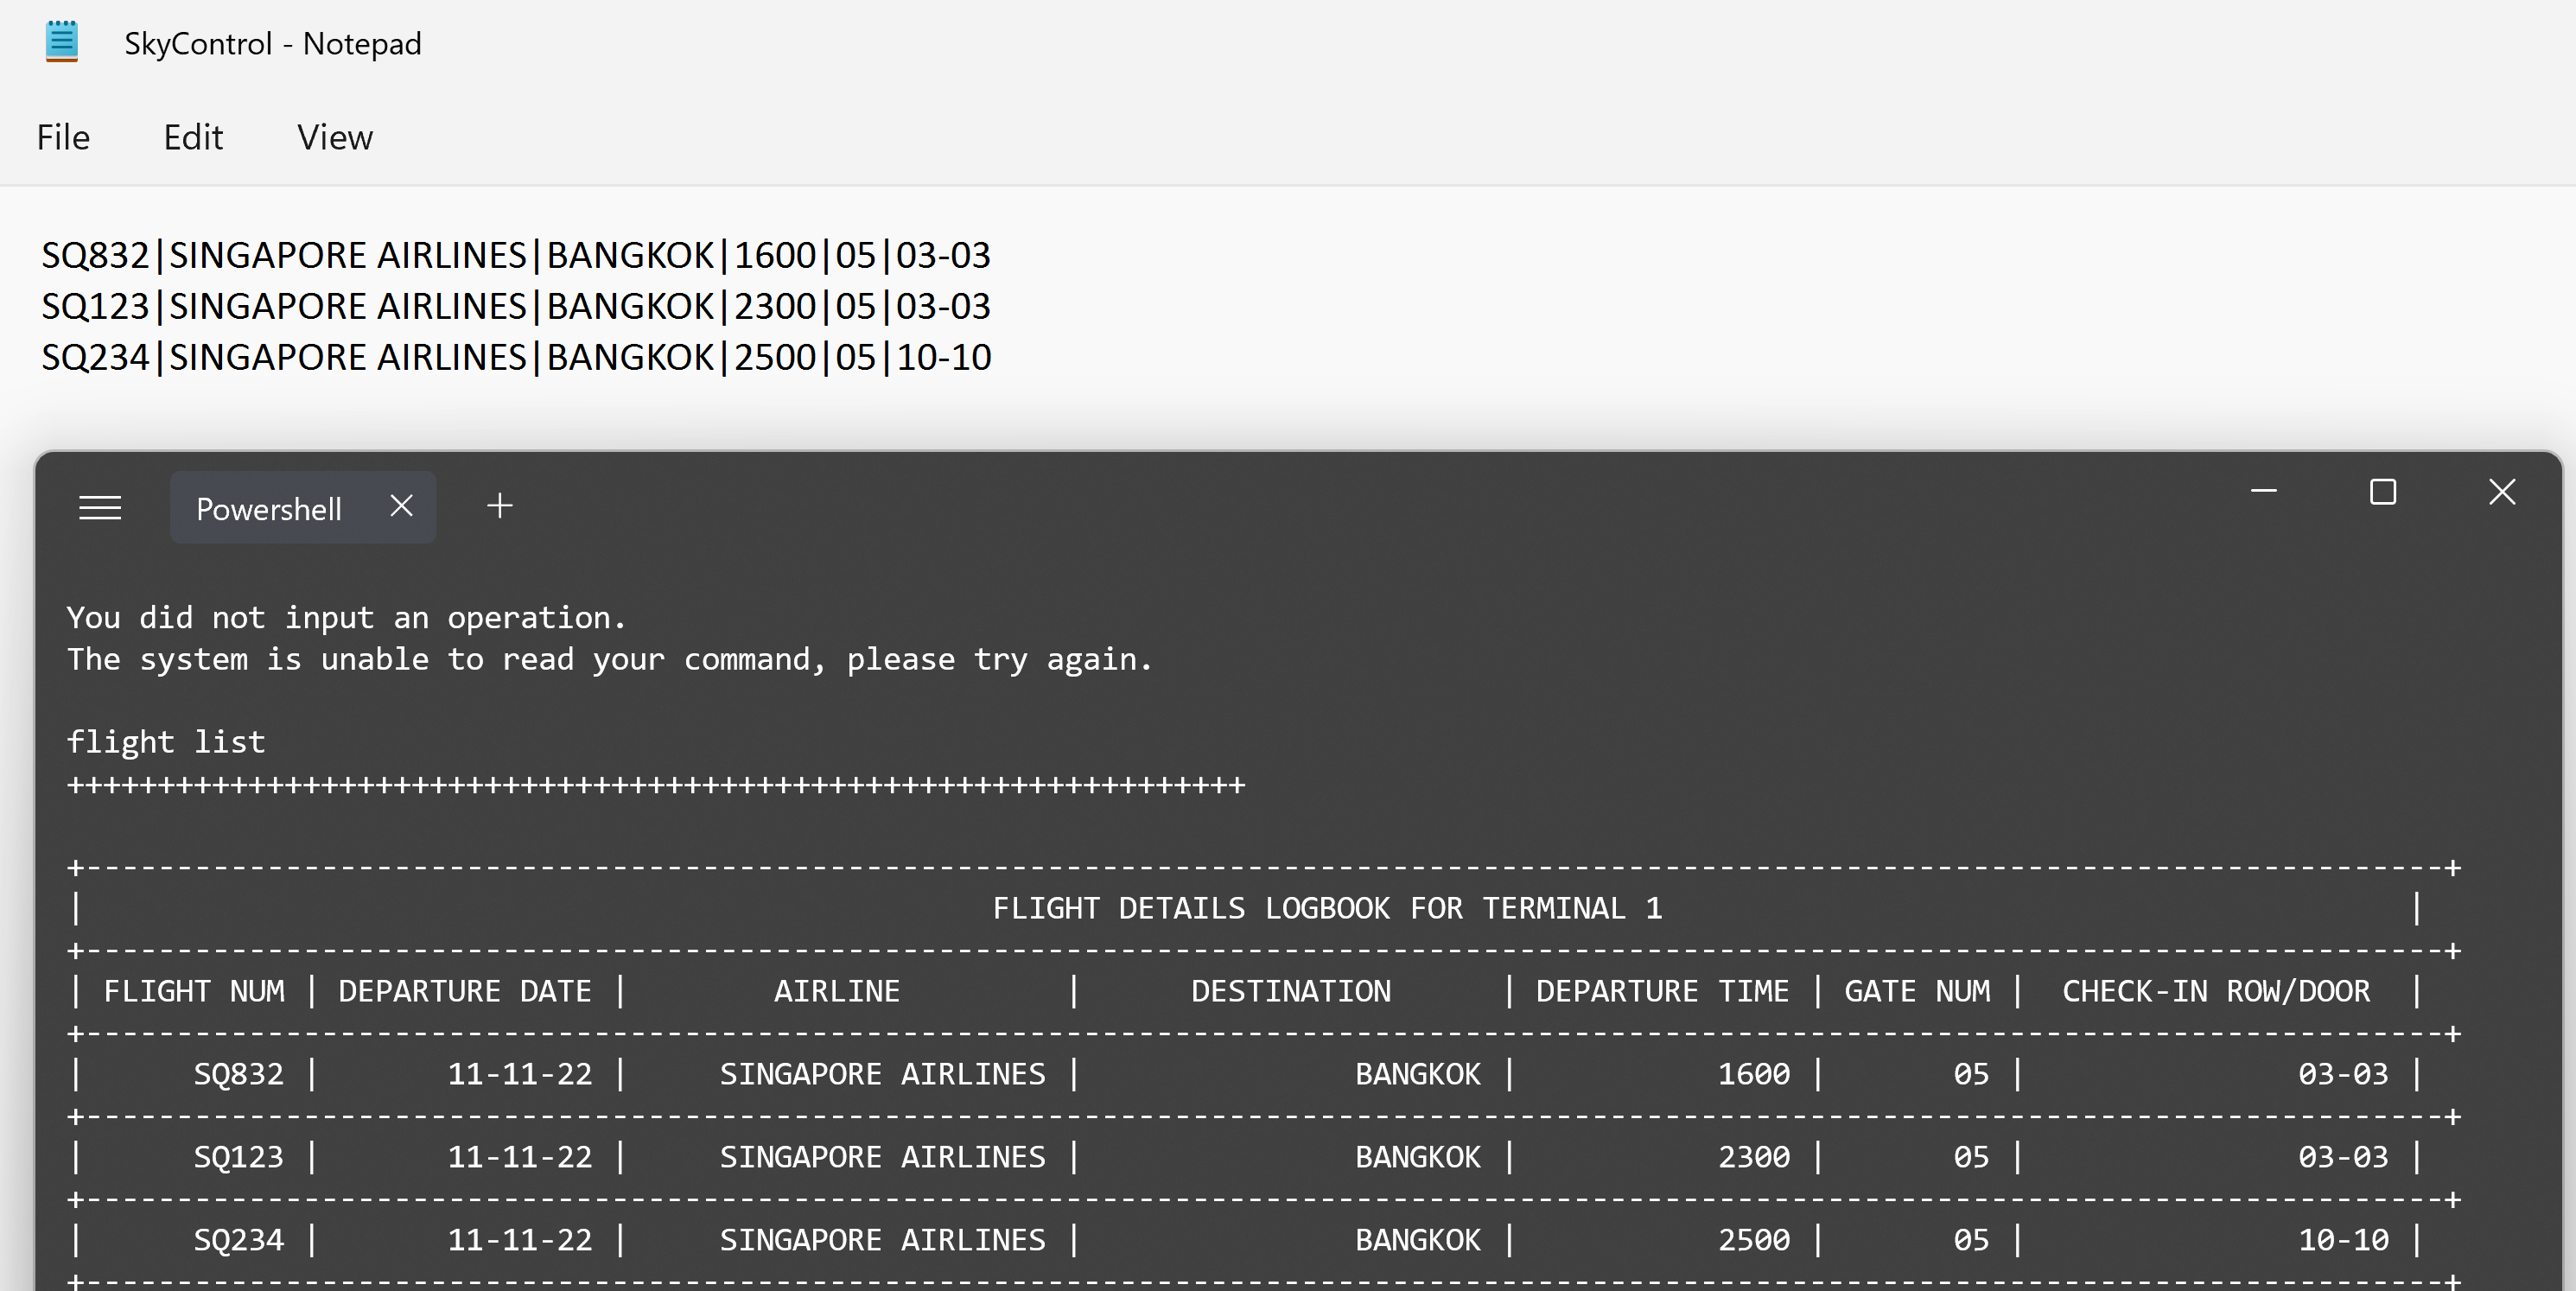 SkyControl - Notepad
File Edit View
SQ832|SINGAPORE AIRLINES|BANGKOK|1600|05|03-03
SQ123|SINGAPORE AIRLINES|BANGKOK|2300|05|03-03
SQ234|SINGAPORE AIRLINES|BANGKOK|2500|05|10-10
Powershell
You did not input an operation.
The system is unable to read your command, please try again.
flight list
+++++++++++++++++++++++++++++++++++++++++++++++++++++++++++++++++
+----------------------------------------------------------------------------------------------------------------------------------+
| FLIGHT DETAILS LOGBOOK FOR TERMINAL 1 |
+----------------------------------------------------------------------------------------------------------------------------------+
| FLIGHT NUM | DEPARTURE DATE | AIRLINE | DESTINATION | DEPARTURE TIME | GATE NUM | CHECK-IN ROW/DOOR |
+----------------------------------------------------------------------------------------------------------------------------------+
| SQ832 | 11-11-22 | SINGAPORE AIRLINES | BANGKOK | 1600 | 05 | 03-03 |
+----------------------------------------------------------------------------------------------------------------------------------+
| SQ123 | 11-11-22 | SINGAPORE AIRLINES | BANGKOK | 2300 | 05 | 03-03 |
+----------------------------------------------------------------------------------------------------------------------------------+
| SQ234 | 11-11-22 | SINGAPORE AIRLINES | BANGKOK | 2500 | 05 | 10-10 |
+----------------------------------------------------------------------------------------------------------------------------------+